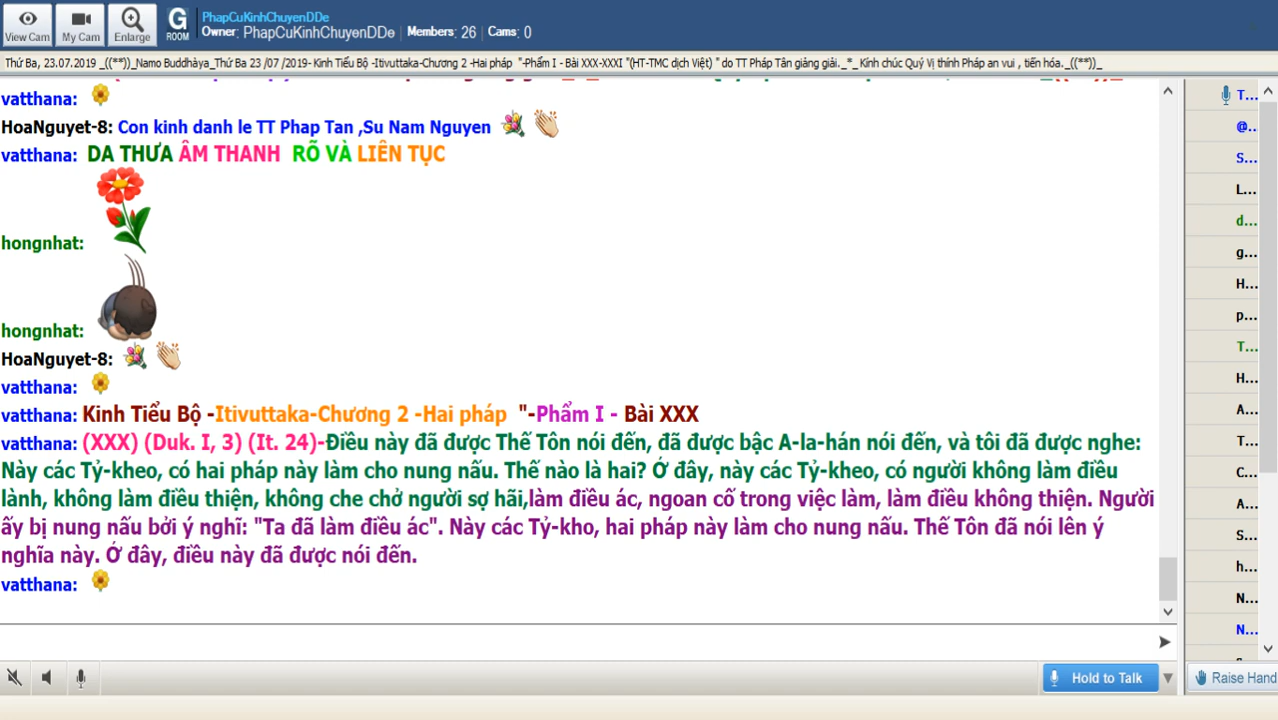 View Cam
My Cam
Enlarge
G
ROOM
PhapCuKinhChuyenDDe
Owner: PhapCuKinhChuyenDDe | Members: 26 | Cams: 0
Thứ Ba, 23.07.2019 _((**))_Namo Buddhàya_Thứ Ba 23 /07 /2019- Kinh Tiểu Bộ -Itivuttaka-Chương 2 -Hai pháp "-Phẩm I - Bài XXX-XXXI "(HT-TMC dịch Việt) " do TT Pháp Tân giảng giải._*_ Kính chúc Quý Vị thính Pháp an vui , tiến hóa._((**))_
vatthana:
HoaNguyet-8: Con kinh danh le TT Phap Tan ,Su Nam Nguyen
vatthana: DA THƯA ÂM THANH RÕ VÀ LIÊN TỤC
hongnhat:
hongnhat:
HoaNguyet-8:
vatthana:
vatthana: Kinh Tiểu Bộ -Itivuttaka-Chương 2 -Hai pháp "-Phẩm I - Bài XXX
vatthana: (XXX) (Duk. I, 3) (It. 24)-Điều này đã được Thế Tôn nói đến, đã được bậc A-la-hán nói đến, và tôi đã được nghe:
Này các Tỷ-kheo, có hai pháp này làm cho nung nấu. Thế nào là hai? Ở đây, này các Tỷ-kheo, có người không làm điều
lành, không làm điều thiện, không che chở người sợ hãi,làm điều ác, ngoan cố trong việc làm, làm điều không thiện. Người
ấy bị nung nấu bởi ý nghĩ: "Ta đã làm điều ác". Này các Tỷ-kho, hai pháp này làm cho nung nấu. Thế Tôn đã nói lên ý
nghĩa này. Ở đây, điều này đã được nói đến.
vatthana:
T...
@..
S...
L...
d...
g...
H...
p...
T...
H...
A...
T...
C...
A...
S...
h...
N...
N...
Hold to Talk
Raise Hand